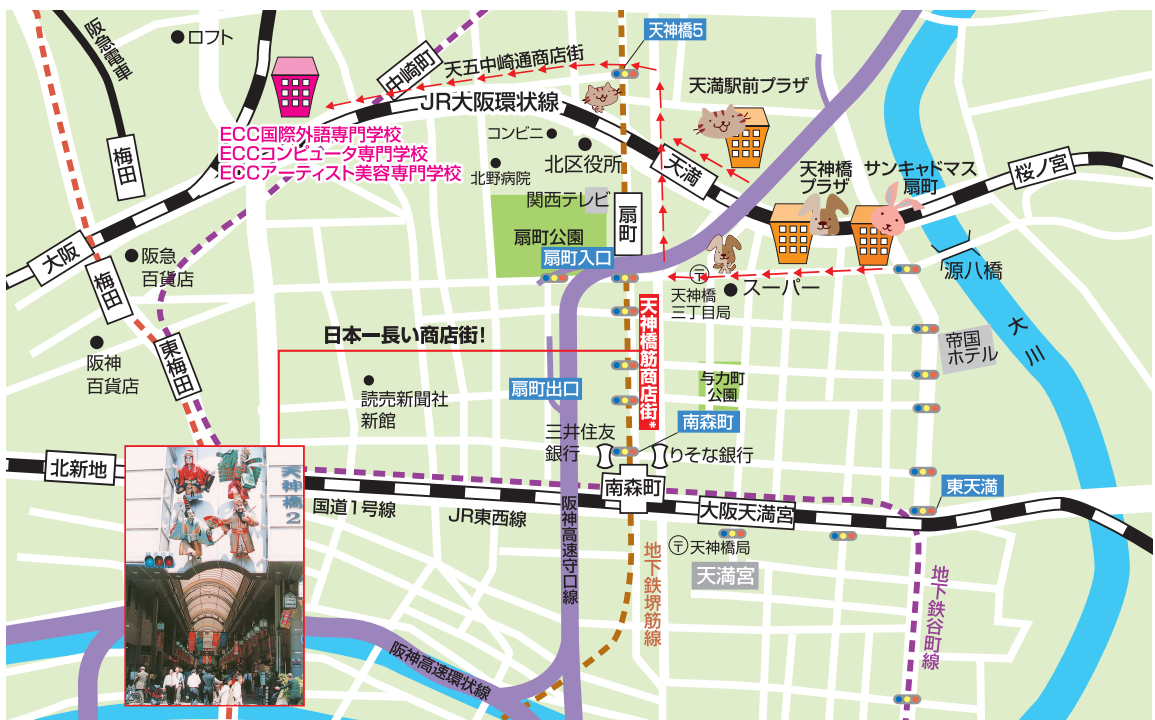 阪急電車
ロフト
天神橋5
天五中崎通商店街
中崎町
天満駅前プラザ
JR大阪環状線
ECC国際外語専門学校
ECCコンピュータ専門学校
ECCアーティスト美容専門学校
梅田
コンビニ
北区役所
北野病院
天満
関西テレビ
扇町
天神橋
プラザ
サンキャドマス
扇町
桜ノ宮
大阪
阪急
百貨店
梅田
扇町公園
扇町入口
〒
天神橋
三丁目局
スーパー
源八橋
大川
日本一長い商店街!
天神橋筋商店街*
東梅田
阪神
百貨店
帝国
ホテル
読売新聞社
新館
扇町出口
与力町
公園
南森町
三井住友
銀行
りそな銀行
北新地
南森町
東天満
国道1号線
JR東西線
大阪天満宮
天神橋2
阪神高速守口線
〒天神橋局
天満宮
地下鉄堺筋線
地下鉄谷町線
阪神高速環状線